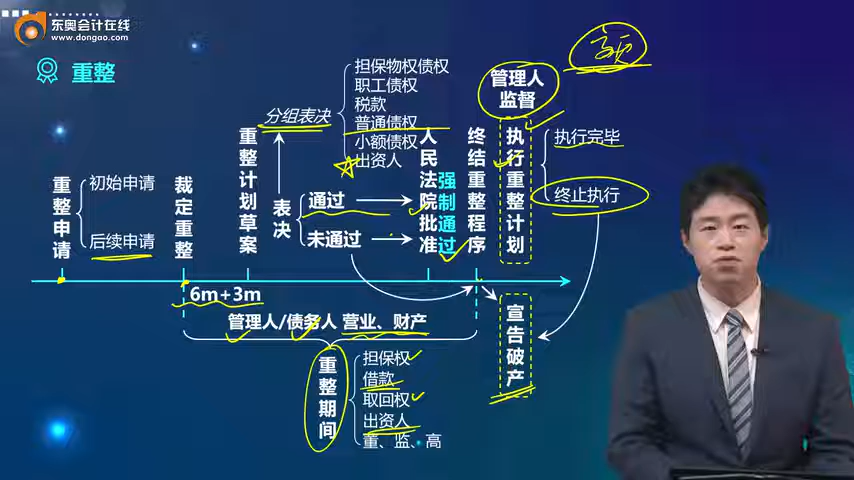 东奥会计在线
www.dongao.com
重整
重整申请
初始申请
后续申请
裁定重整
重整计划草案
分组表决
担保物权债权
职工债权
税款
普通债权
小额债权
出资人
表决
通过
未通过
人民法院批准
强制通过
终结重整程序
管理人
监督
执行重整计划
执行完毕
终止执行
6m+3m
管理人/债务人 营业、财产
重整期间
担保权
借款
取回权
出资人
董、监、高
宣告破产